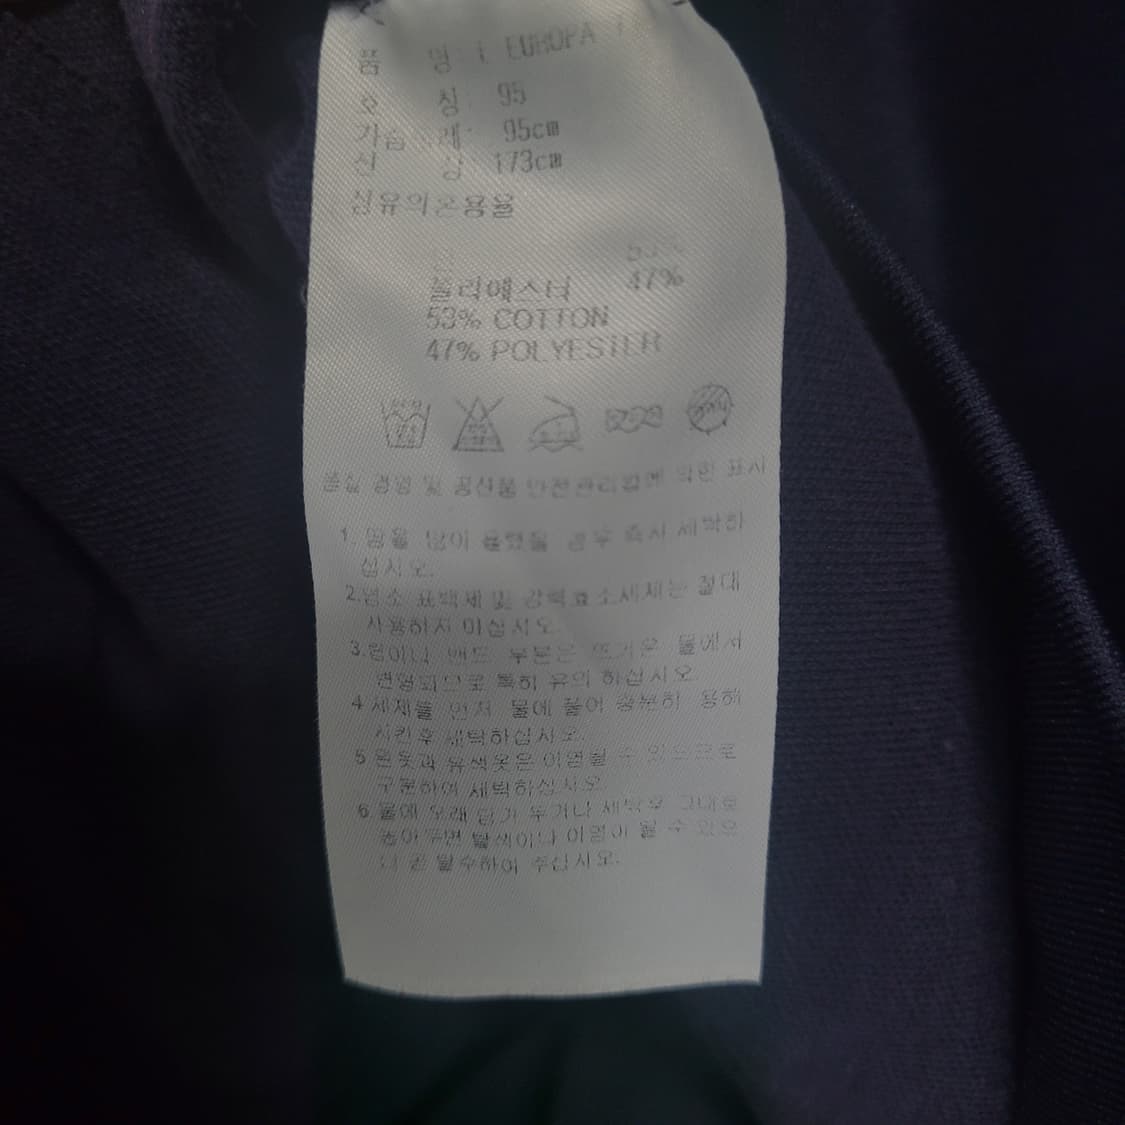 품 명 : EUROPA
호 칭 : 95
가슴둘레 : 95cm
신 장 173cm
섬유의혼용율
53%
폴리에스터 47%
53% COTTON
47% POLYESTER
품질 경영 및 공산품 안전관리법에 의한 표시
1. 땀을 많이 흘렸을 경우 즉시 세탁하
십시오.
2.염소 표백제 및 강력효소세제는 절대
사용하지 마십시오.
3.림이나 밴드 부분은 뜨거운 물에서
변형되므로 특히 유의 하십시오.
4 세제를 먼저 물에 풀어 충분히 용해
시킨후 세탁하십시오.
5 흰옷과 유색옷은 이염될 수 있으므로
구분하여 세탁하십시오.
6.물에 오래 담가 두거나 세탁후 그대로
놓아 두면 탈색이나 이염이 될 수 있으
니 곧 탈수하여 주십시오.